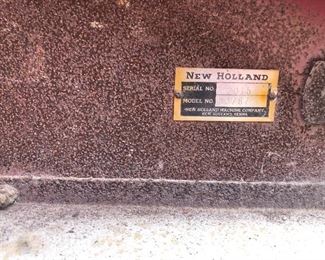 NEW HOLLAND
SERIAL NO.
MODEL NO.
NEW HOLLAND MACHINE COMPANY
NEW HOLLAND, PENNA.